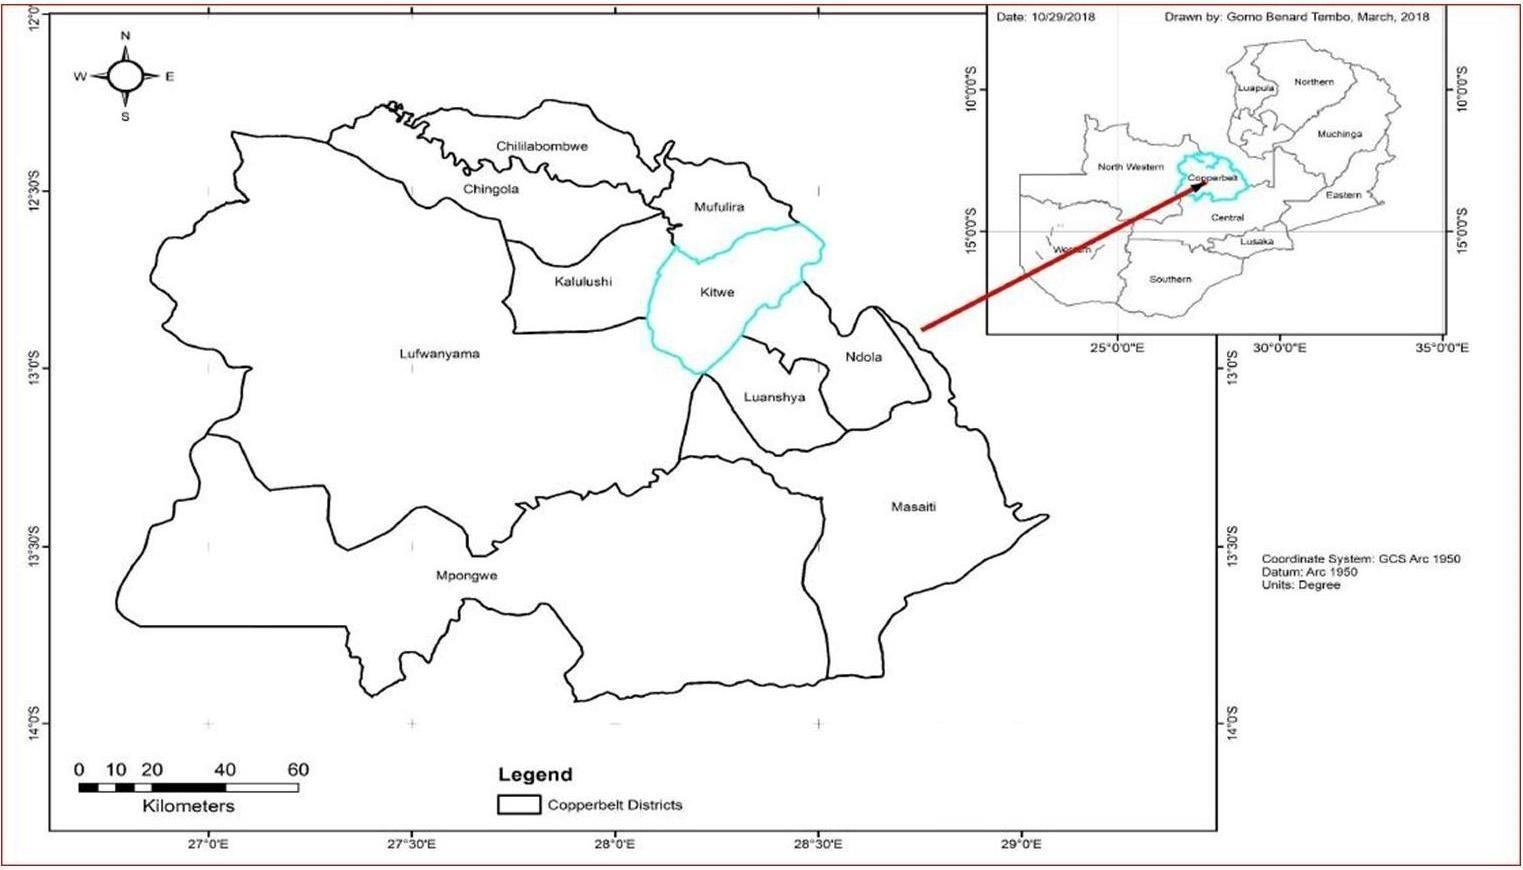 Date: 10/29/2018
Drawn by: Gomo Benard Tembo, March, 2018
N
W
E
S
Chililabombwe
Chingola
Mufulira
Kalulushi
Kitwe
Lufwanyama
Ndola
Luanshya
Masaiti
Mpongwe
Luapula
Northern
Muchinga
North Western
Copperbelt
Eastern
Central
Western
Lusaka
Southern
10°0'0"S
15°0'0"S
10°0'0"S
15°0'0"S
25°0'0"E
30°0'0"E
35°0'0"E
12°30'S
13°0'S
13°30'S
14°0'S
13°0'S
13°30'S
14°0'S
Coordinate System: GCS Arc 1950
Datum: Arc 1950
Units: Degree
0 10 20 40 60
Kilometers
Legend
Copperbelt Districts
27°0'E
27°30'E
28°0'E
28°30'E
29°0'E